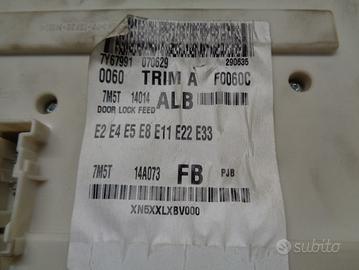 7Y67991 070629 290635
0060 TRIM A F0060C
7M5T 14014 ALB
DOOR LOCK FEED
E2 E4 E5 E8 E11 E22 E33
7M5T 14A073 FB PJB
XN6XXLXBV000
subito